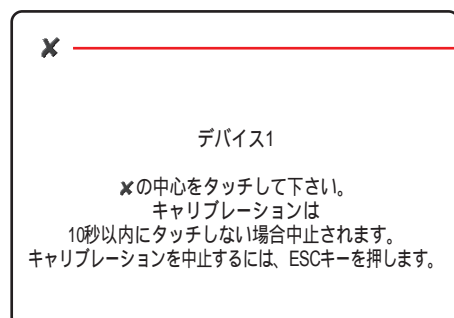 デバイス1
✘の中心をタッチして下さい。
キャリブレーションは
10秒以内にタッチしない場合中止されます。
キャリブレーションを中止するには、ESCキーを押します。